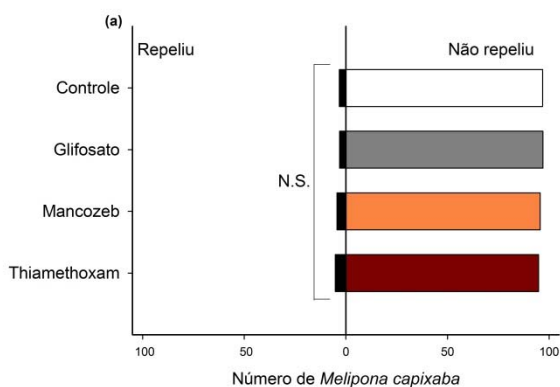 (a)
Repeliu
Não repeliu
Controle
Glifosato
N.S.
Mancozeb
Thiamethoxam
100 50 0 50 100
Número de Melipona capixaba